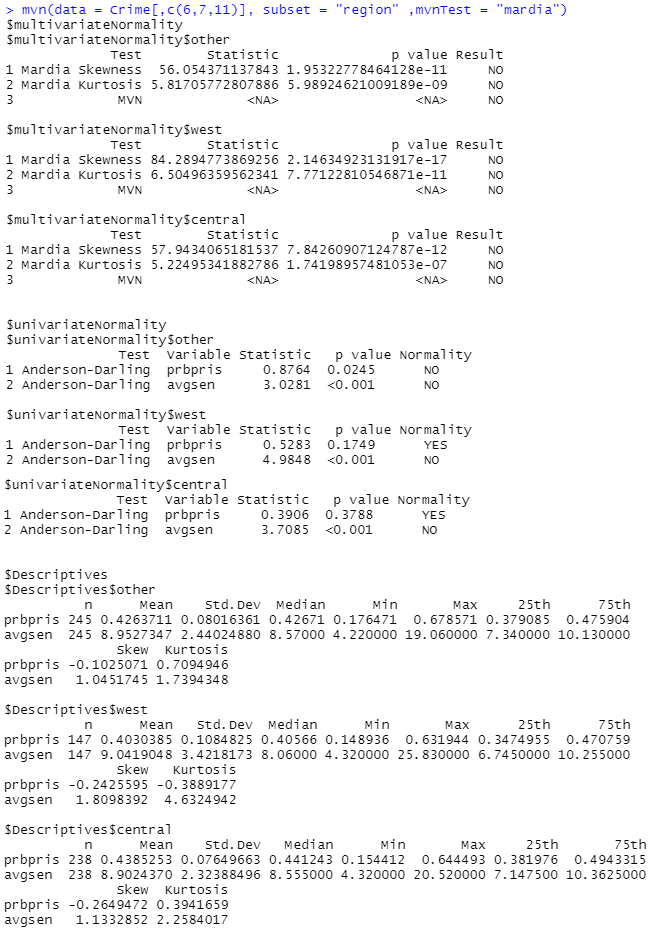 > mvn(data = Crime[,c(6,7,11)], subset = "region" ,mvnTest = "mardia")
$multivariateNormality
$multivariateNormality$other
Test Statistic p value Result
1 Mardia Skewness 56.054371137843 1.95322778464128e-11 NO
2 Mardia Kurtosis 5.81705772807886 5.98924621009189e-09 NO
3 MVN <NA> <NA> NO
$multivariateNormality$west
Test Statistic p value Result
1 Mardia Skewness 84.2894773869256 2.14634923131917e-17 NO
2 Mardia Kurtosis 6.50496359562341 7.77122810546871e-11 NO
3 MVN <NA> <NA> NO
$multivariateNormality$central
Test Statistic p value Result
1 Mardia Skewness 57.9434065181537 7.84260907124787e-12 NO
2 Mardia Kurtosis 5.22495341882786 1.74198957481053e-07 NO
3 MVN <NA> <NA> NO
$univariateNormality
$univariateNormality$other
Test Variable Statistic p value Normality
1 Anderson-Darling prbpris 0.8764 0.0245 NO
2 Anderson-Darling avgsen 3.0281 <0.001 NO
$univariateNormality$west
Test Variable Statistic p value Normality
1 Anderson-Darling prbpris 0.5283 0.1749 YES
2 Anderson-Darling avgsen 4.9848 <0.001 NO
$univariateNormality$central
Test Variable Statistic p value Normality
1 Anderson-Darling prbpris 0.3906 0.3788 YES
2 Anderson-Darling avgsen 3.7085 <0.001 NO
$Descriptives
$Descriptives$other
n Mean Std.Dev Median Min Max 25th 75th
prbpris 245 0.4263711 0.08016361 0.42671 0.176471 0.678571 0.379085 0.475904
avgsen 245 8.9527347 2.44024880 8.57000 4.220000 19.060000 7.340000 10.130000
Skew Kurtosis
prbpris -0.1025071 0.7094946
avgsen 1.0451745 1.7394348
$Descriptives$west
n Mean Std.Dev Median Min Max 25th 75th
prbpris 147 0.4030385 0.1084825 0.40566 0.148936 0.631944 0.3474955 0.470759
avgsen 147 9.0419048 3.4218173 8.06000 4.320000 25.830000 6.7450000 10.255000
Skew Kurtosis
prbpris -0.2425595 -0.3889177
avgsen 1.8098392 4.6324942
$Descriptives$central
n Mean Std.Dev Median Min Max 25th 75th
prbpris 238 0.4385253 0.07649663 0.441243 0.154412 0.644493 0.381976 0.4943315
avgsen 238 8.9024370 2.32388496 8.555000 4.320000 20.520000 7.147500 10.3625000
Skew Kurtosis
prbpris -0.2649472 0.3941659
avgsen 1.1332852 2.2584017